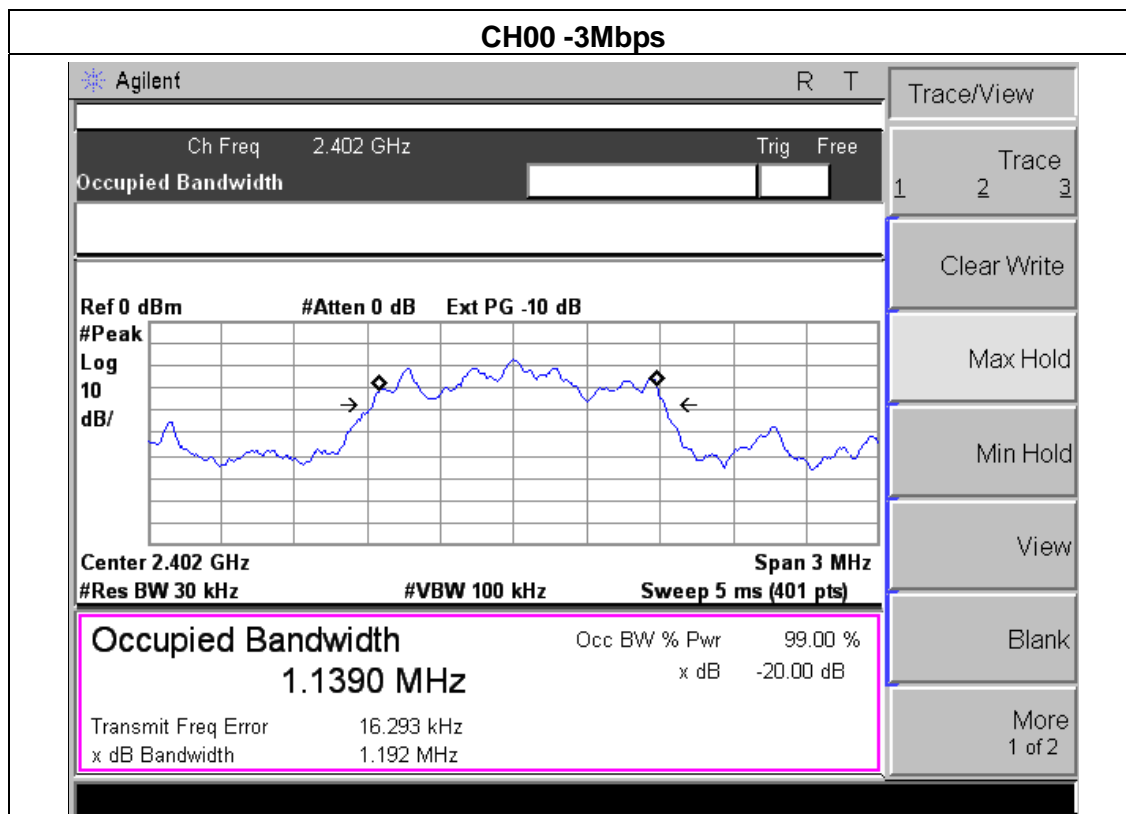 CH00 -3Mbps
Agilent R T
Trace/View
Ch Freq 2.402 GHz Trig Free
Occupied Bandwidth
Trace
1 2 3
Clear Write
Ref 0 dBm #Atten 0 dB Ext PG -10 dB
#Peak
Log
10
dB/
Max Hold
Min Hold
Center 2.402 GHz Span 3 MHz
#Res BW 30 kHz #VBW 100 kHz Sweep 5 ms (401 pts)
View
Occupied Bandwidth
1.1390 MHz
Occ BW % Pwr 99.00 %
x dB -20.00 dB
Transmit Freq Error 16.293 kHz
x dB Bandwidth 1.192 MHz
Blank
More
1 of 2